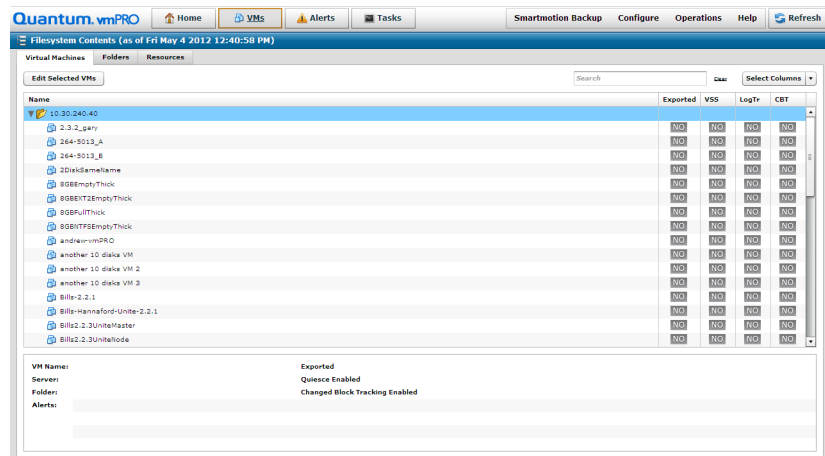 Quantum. vmPRO Home VMs Alerts Tasks Smartmotion Backup Configure Operations Help Refresh
Filesystem Contents (as of Fri May 4 2012 12:40:58 PM)
Virtual Machines Folders Resources
Edit Selected VMs Search Clear Select Columns
Name Exported VSS LogTr CBT
10.30.240.40
2.3.2_gary NO NO NO NO
264-5013_A NO NO NO NO
264-5013_B NO NO NO NO
2DiskSameName NO NO NO NO
8GBEmptyThick NO NO NO NO
8GBEXT2EmptyThick NO NO NO NO
8GBFullThick NO NO NO NO
8GBNTFSEmptyThick NO NO NO NO
andrew-vmPRO NO NO NO NO
another 10 disks VM NO NO NO NO
another 10 disks VM 2 NO NO NO NO
another 10 disks VM 3 NO NO NO NO
Bills-2.2.1 NO NO NO NO
Bills-Hannaford-Unite-2.2.1 NO NO NO NO
Bills2.2.3UniteMaster NO NO NO NO
Bills2.2.3UniteNode NO NO NO NO
VM Name: Exported
Server: Quiesce Enabled
Folder: Changed Block Tracking Enabled
Alerts: